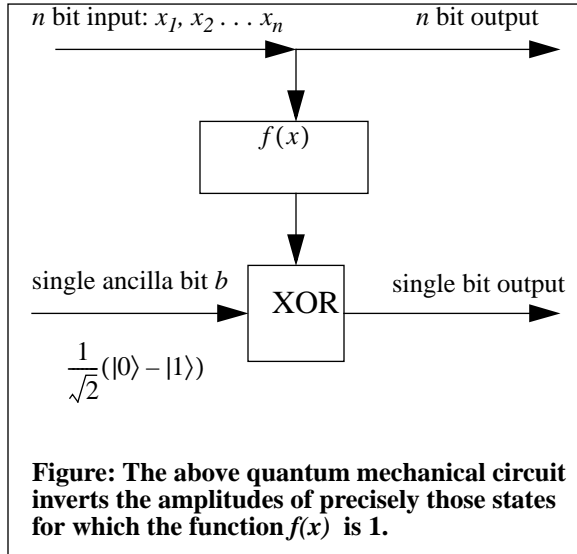 n bit input: x₁, x₂ . . . xₙ
n bit output
f(x)
single ancilla bit b
XOR
single bit output
1/√2 (|0⟩ – |1⟩)
Figure: The above quantum mechanical circuit
inverts the amplitudes of precisely those states
for which the function f(x) is 1.